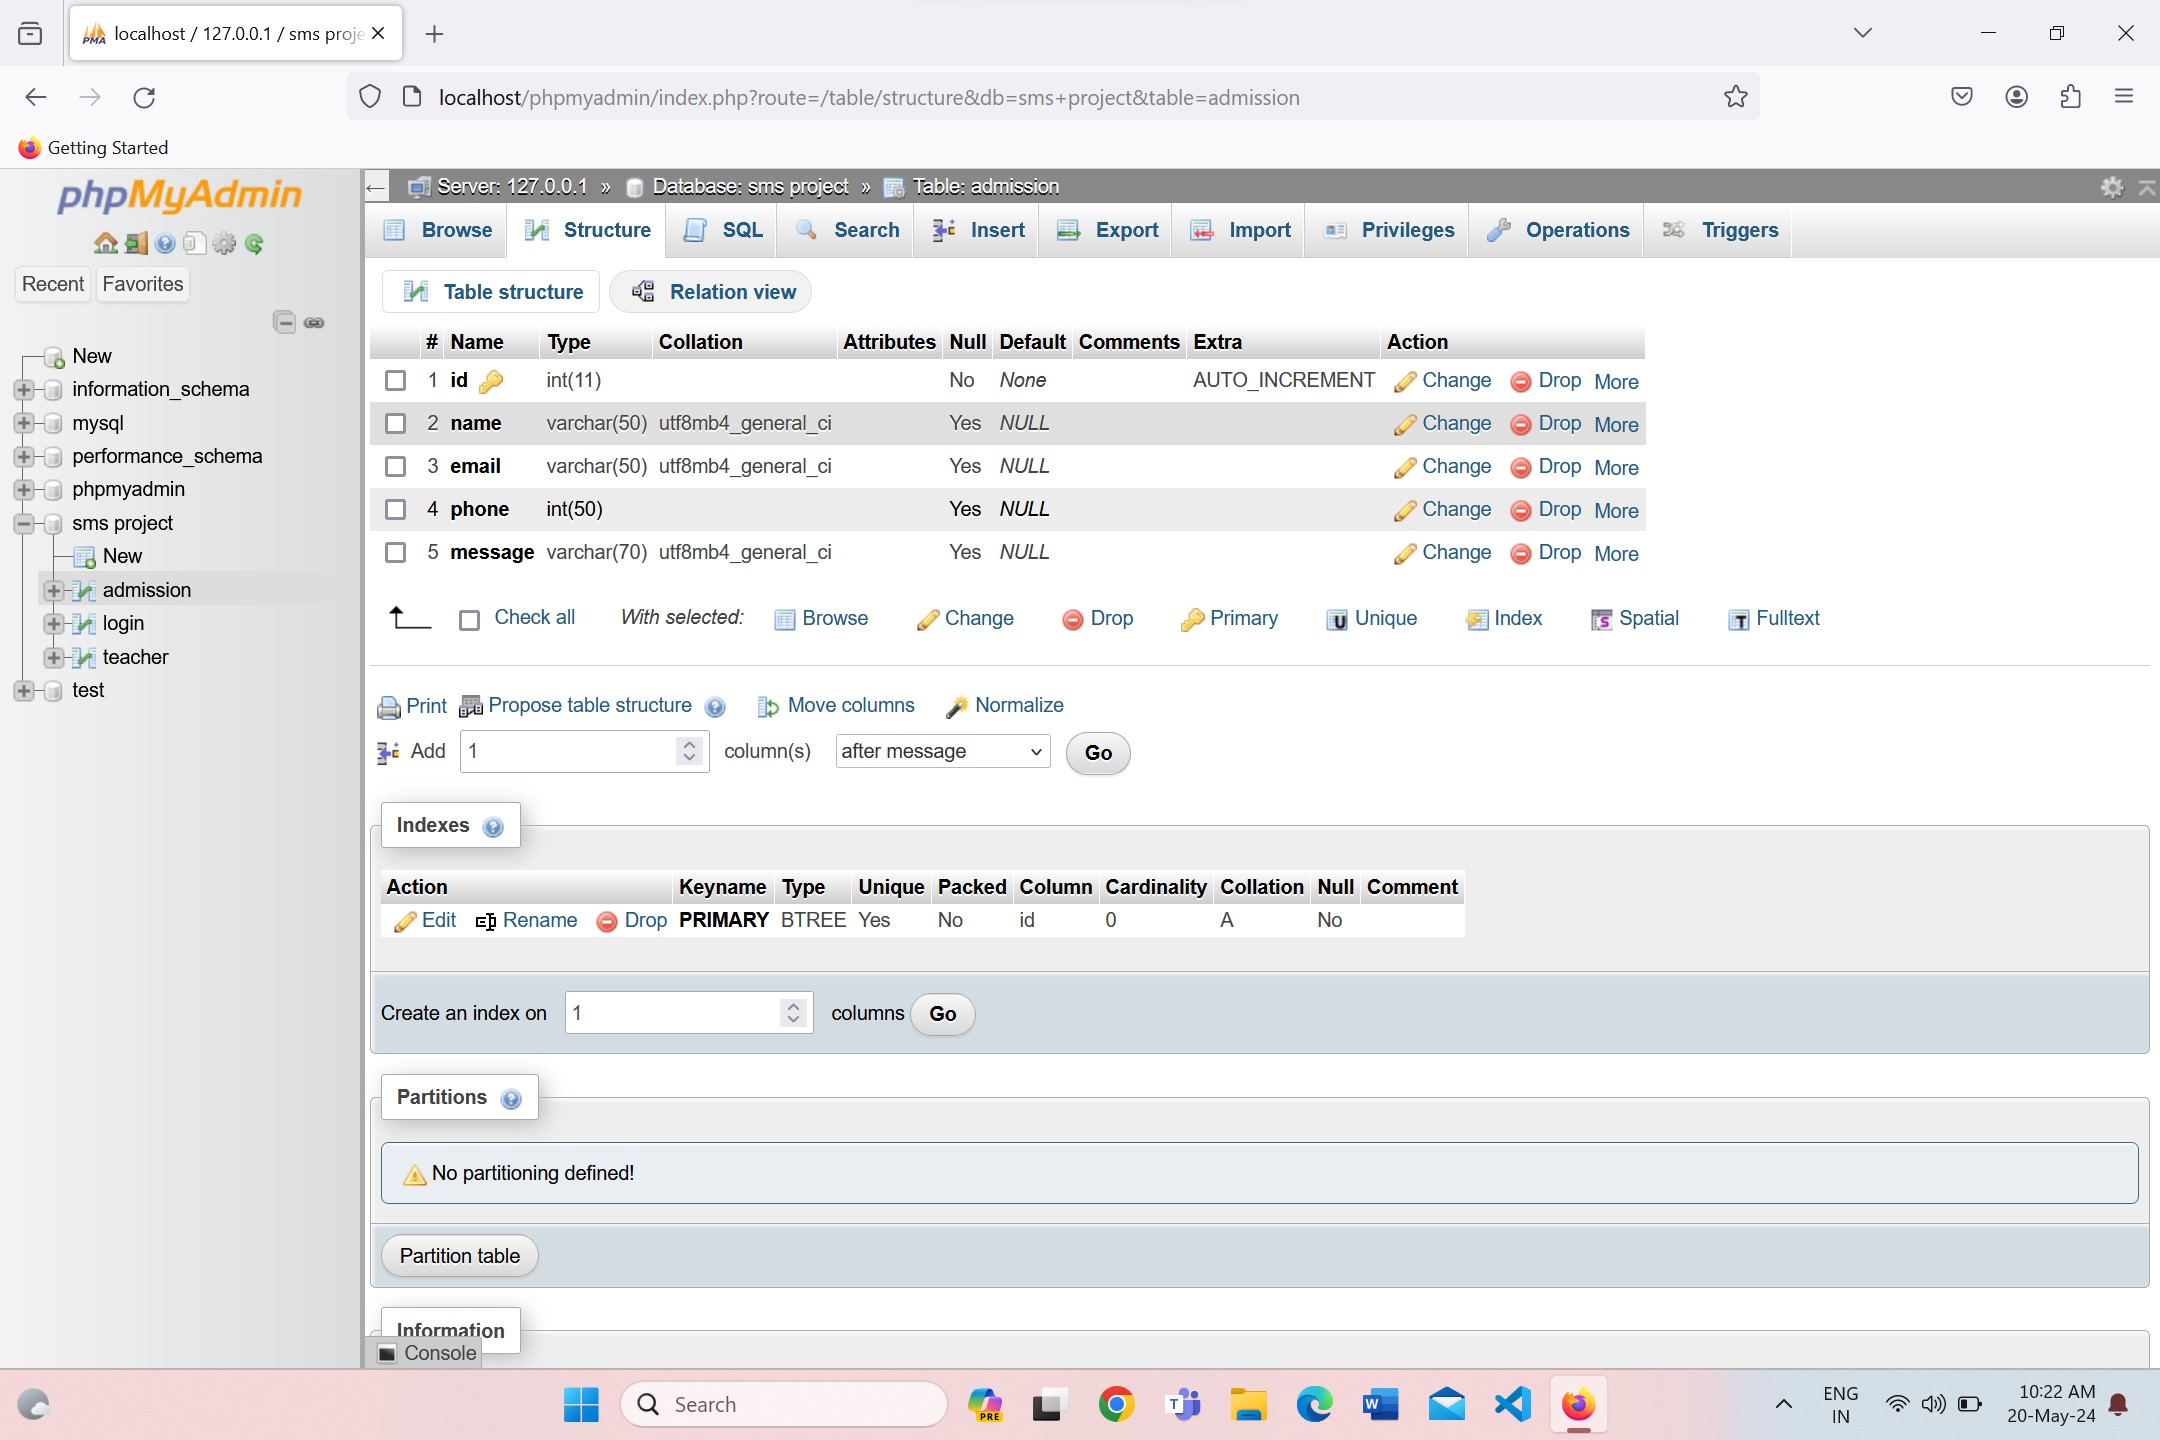 localhost / 127.0.0.1 / sms proje
localhost/phpmyadmin/index.php?route=/table/structure&db=sms+project&table=admission
Getting Started
phpMyAdmin
Recent Favorites
New
information_schema
mysql
performance_schema
phpmyadmin
sms project
New
admission
login
teacher
test
Server: 127.0.0.1 » Database: sms project » Table: admission
Browse Structure SQL Search Insert Export Import Privileges Operations Triggers
Table structure Relation view
# Name Type Collation Attributes Null Default Comments Extra Action
1 id int(11) No None AUTO_INCREMENT Change Drop More
2 name varchar(50) utf8mb4_general_ci Yes NULL Change Drop More
3 email varchar(50) utf8mb4_general_ci Yes NULL Change Drop More
4 phone int(50) Yes NULL Change Drop More
5 message varchar(70) utf8mb4_general_ci Yes NULL Change Drop More
Check all With selected: Browse Change Drop Primary Unique Index Spatial Fulltext
Print Propose table structure Move columns Normalize
Add 1 column(s) after message Go
Indexes
Action Keyname Type Unique Packed Column Cardinality Collation Null Comment
Edit Rename Drop PRIMARY BTREE Yes No id 0 A No
Create an index on 1 columns Go
Partitions
No partitioning defined!
Partition table
Information
Console
Search
PRE
ENG
IN
10:22 AM
20-May-24